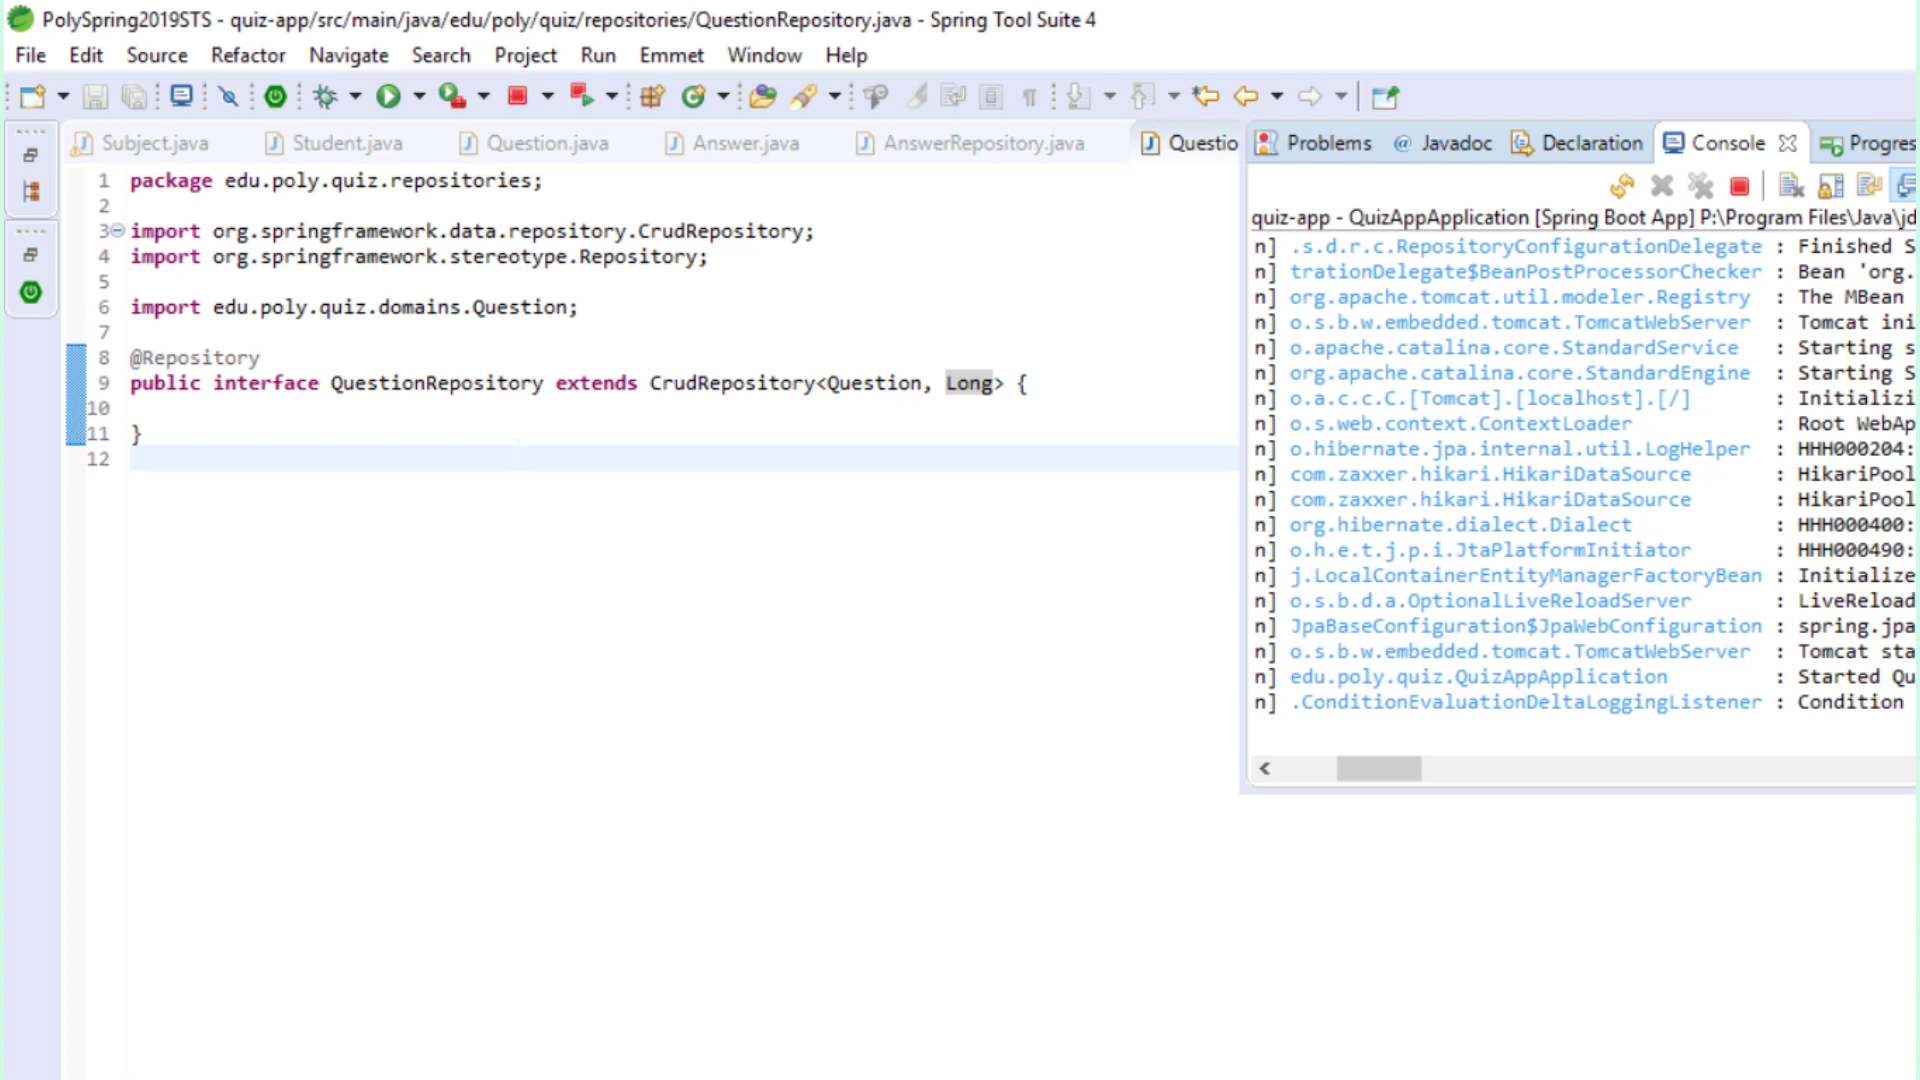 PolySpring2019STS - quiz-app/src/main/java/edu/poly/quiz/repositories/QuestionRepository.java - Spring Tool Suite 4
File Edit Source Refactor Navigate Search Project Run Emmet Window Help
Subject.java Student.java Question.java Answer.java AnswerRepository.java Questio
1 package edu.poly.quiz.repositories;
2
3 import org.springframework.data.repository.CrudRepository;
4 import org.springframework.stereotype.Repository;
5
6 import edu.poly.quiz.domains.Question;
7
8 @Repository
9 public interface QuestionRepository extends CrudRepository<Question, Long> {
10
11 }
12
Problems @ Javadoc Declaration Console Progres
quiz-app - QuizAppApplication [Spring Boot App] P:\Program Files\Java\jd
n] .s.d.r.c.RepositoryConfigurationDelegate : Finished S
n] trationDelegate$BeanPostProcessorChecker : Bean 'org.
n] org.apache.tomcat.util.modeler.Registry : The MBean
n] o.s.b.w.embedded.tomcat.TomcatWebServer : Tomcat ini
n] o.apache.catalina.core.StandardService : Starting s
n] org.apache.catalina.core.StandardEngine : Starting S
n] o.a.c.c.C.[Tomcat].[localhost].[/] : Initializi
n] o.s.web.context.ContextLoader : Root WebAp
n] o.hibernate.jpa.internal.util.LogHelper : HHH000204:
n] com.zaxxer.hikari.HikariDataSource : HikariPool
n] com.zaxxer.hikari.HikariDataSource : HikariPool
n] org.hibernate.dialect.Dialect : HHH000400:
n] o.h.e.t.j.p.i.JtaPlatformInitiator : HHH000490:
n] j.LocalContainerEntityManagerFactoryBean : Initialize
n] o.s.b.d.a.OptionalLiveReloadServer : LiveReload
n] JpaBaseConfiguration$JpaWebConfiguration : spring.jpa
n] o.s.b.w.embedded.tomcat.TomcatWebServer : Tomcat sta
n] edu.poly.quiz.QuizAppApplication : Started Qu
n] .ConditionEvaluationDeltaLoggingListener : Condition